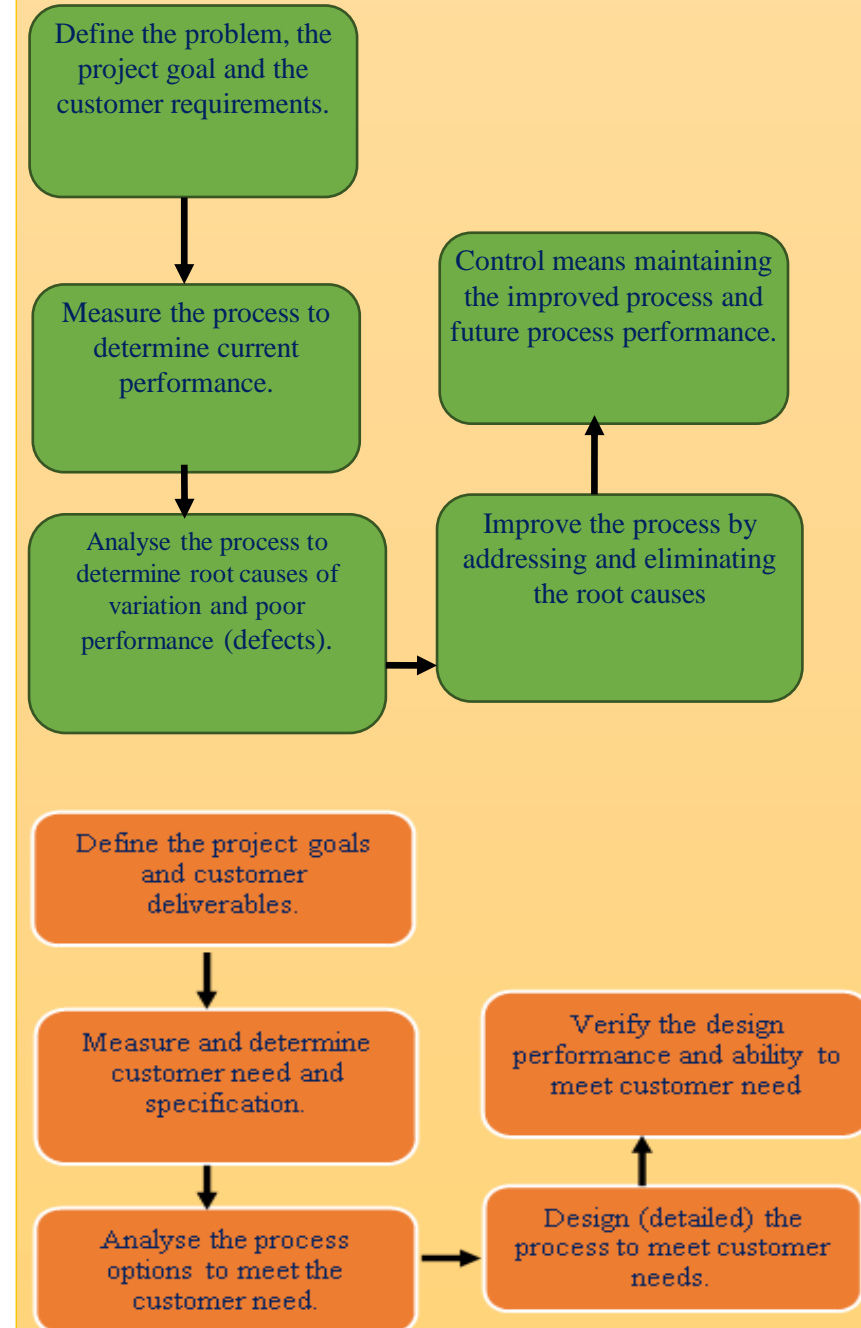 Define the problem, the
project goal and the
customer requirements.
Measure the process to
determine current
performance.
Analyse the process to
determine root causes of
variation and poor
performance (defects).
Improve the process by
addressing and eliminating
the root causes
Control means maintaining
the improved process and
future process performance.
Define the project goals
and customer
deliverables.
Measure and determine
customer need and
specification.
Analyse the process
options to meet the
customer need.
Design (detailed) the
process to meet customer
needs.
Verify the design
performance and ability to
meet customer need